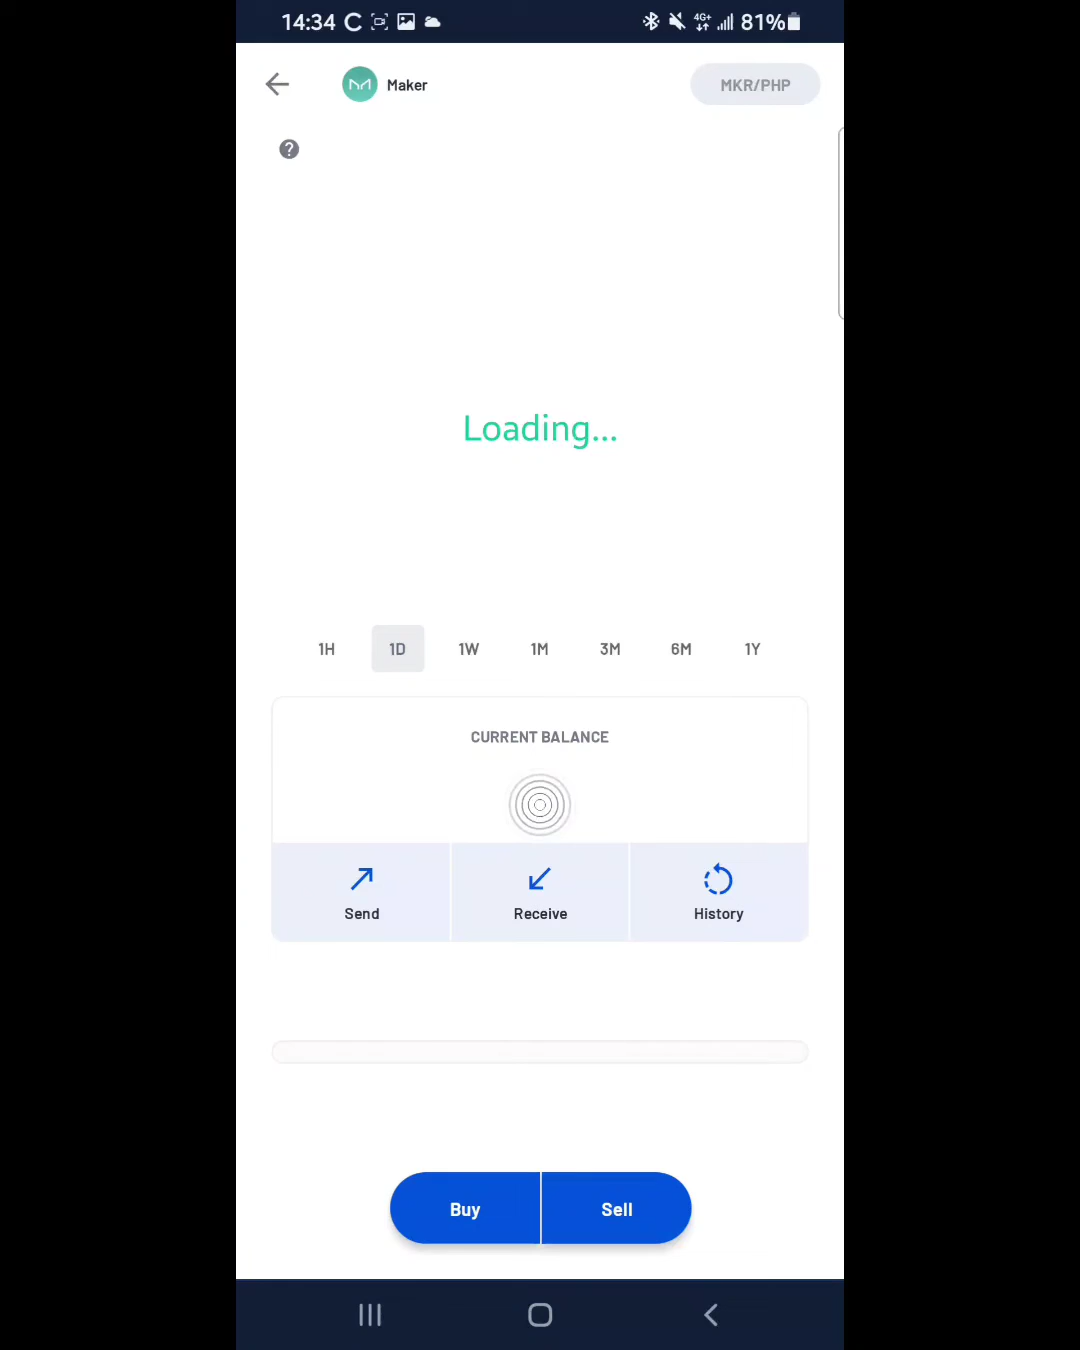 14:34 4G+ 81%
Maker MKR/PHP
?
Loading...
1H 1D 1W 1M 3M 6M 1Y
CURRENT BALANCE
Send Receive History
Buy Sell